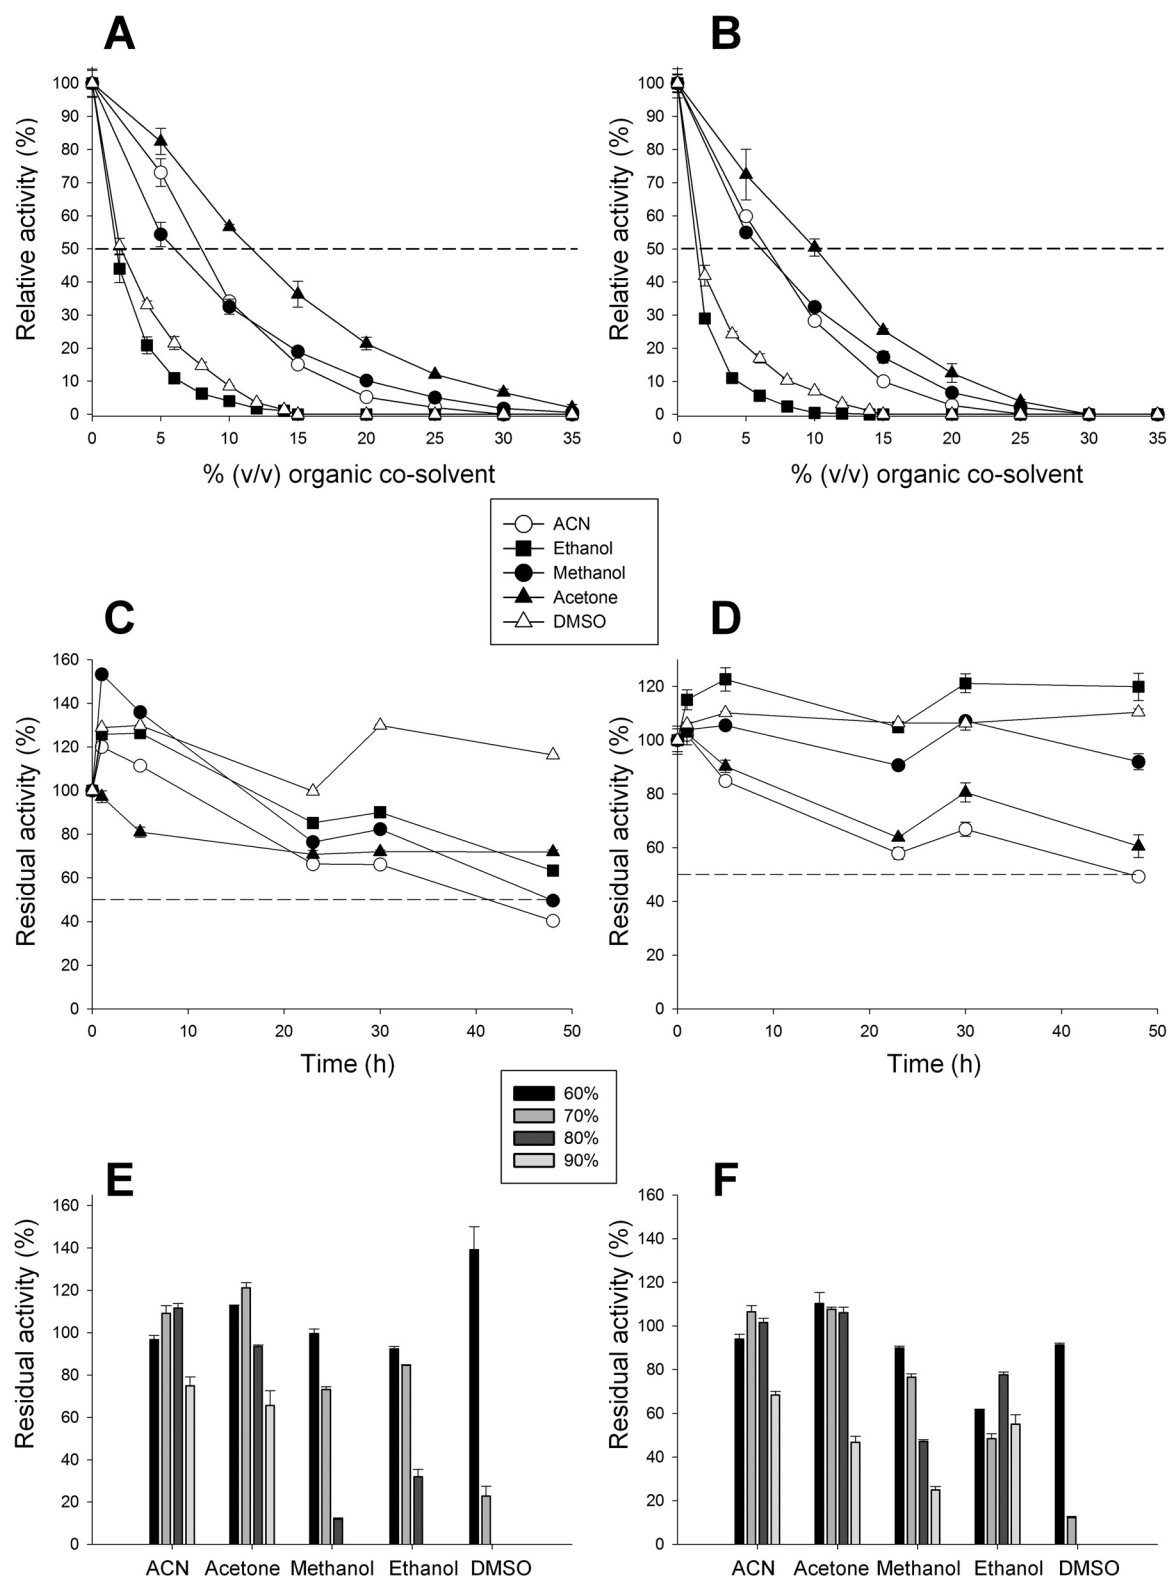 A
B
100
90
80
70
60
50
40
30
20
10
0
Relative activity (%)
0 5 10 15 20 25 30 35
% (v/v) organic co-solvent
100
90
80
70
60
50
40
30
20
10
0
Relative activity (%)
0 5 10 15 20 25 30 35
% (v/v) organic co-solvent
ACN
Ethanol
Methanol
Acetone
DMSO
C
D
160
140
120
100
80
60
40
20
0
Residual activity (%)
0 10 20 30 40 50
Time (h)
120
100
80
60
40
20
0
Residual activity (%)
0 10 20 30 40 50
Time (h)
60%
70%
80%
90%
E
F
160
140
120
100
80
60
40
20
0
Residual activity (%)
ACN Acetone Methanol Ethanol DMSO
160
140
120
100
80
60
40
20
0
Residual activity (%)
ACN Acetone Methanol Ethanol DMSO